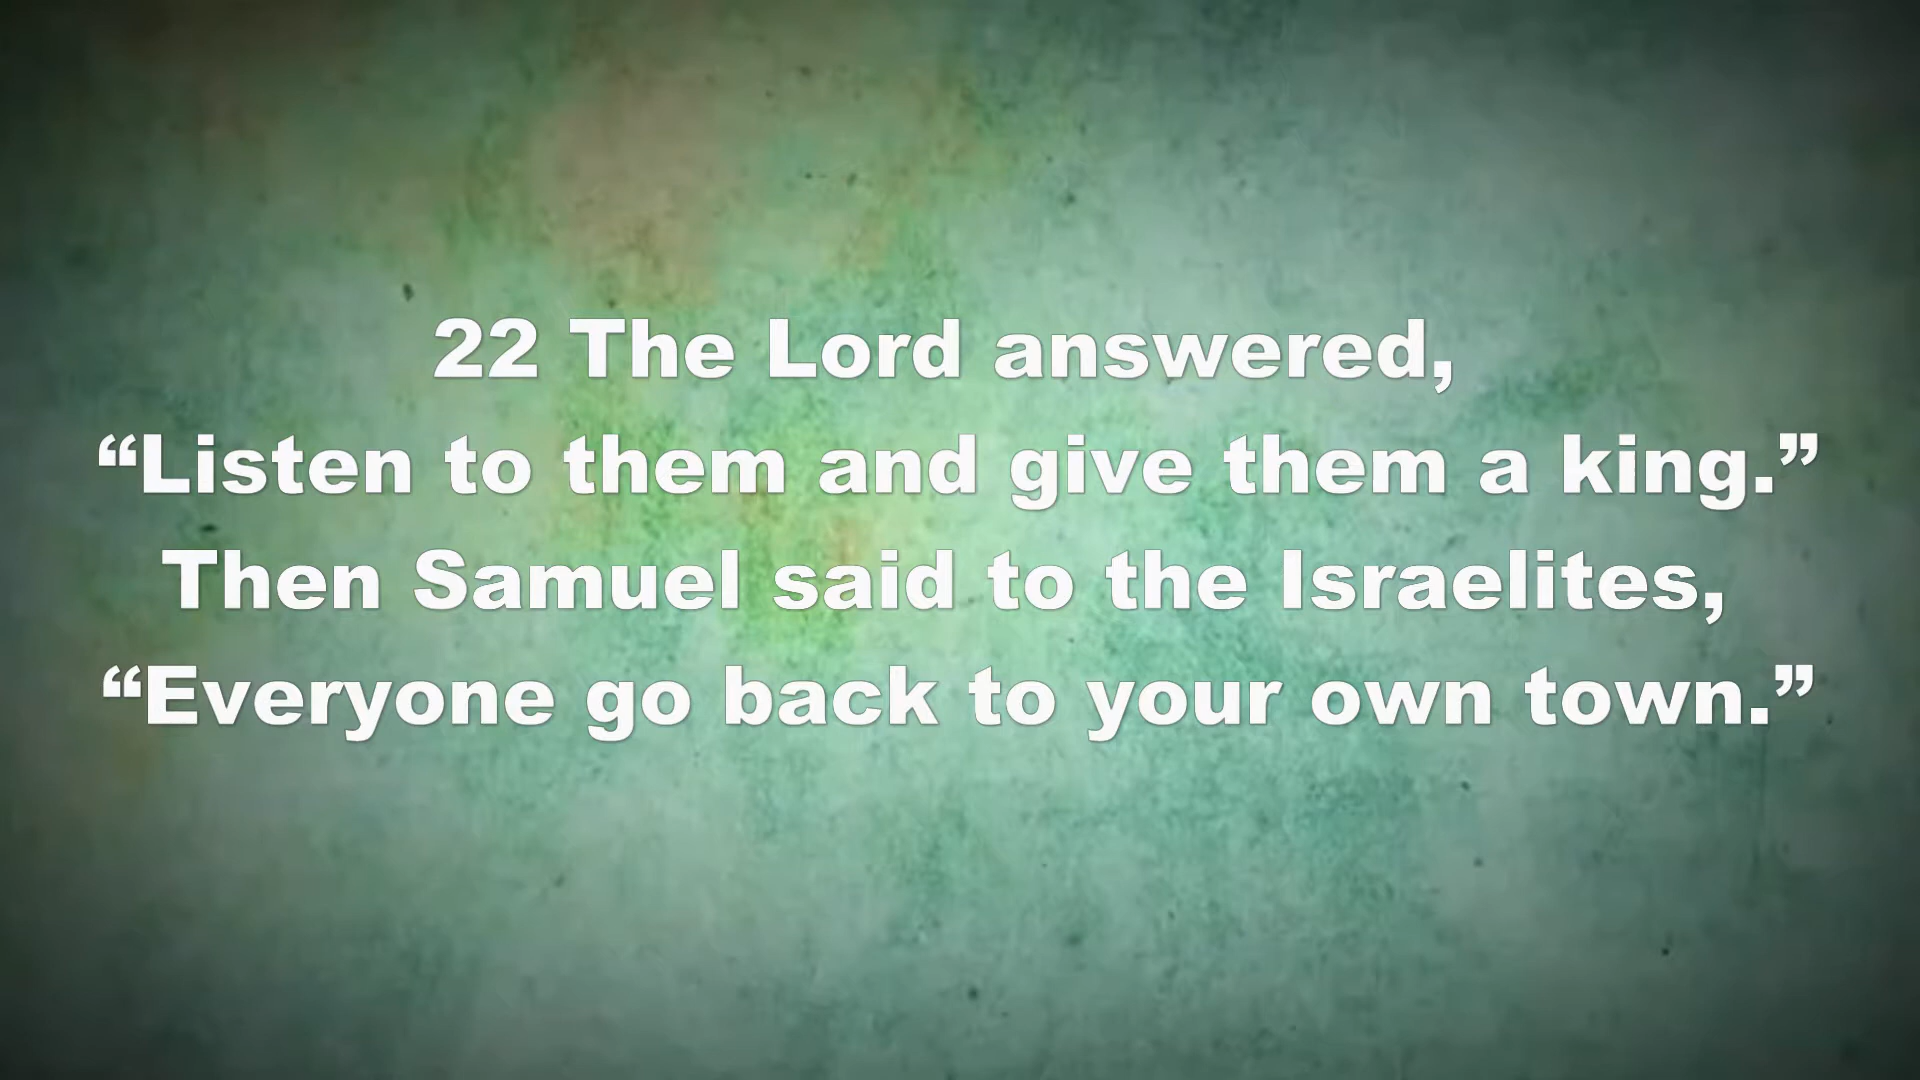 22 The Lord answered,
“Listen to them and give them a king.”
Then Samuel said to the Israelites,
“Everyone go back to your own town.”